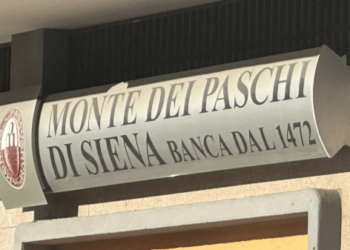 MONTE DEI PASCHI
DI SIENA BANCA DAL 1472